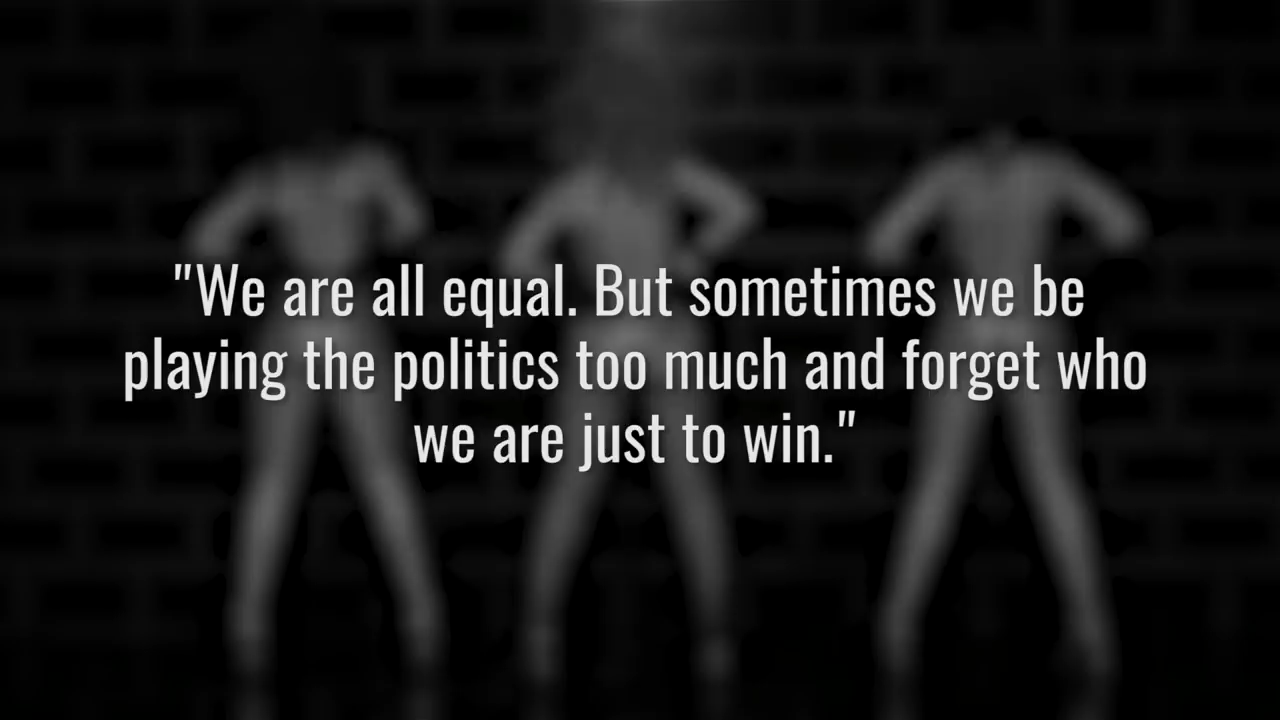 "We are all equal. But sometimes we be
playing the politics too much and forget who
we are just to win."